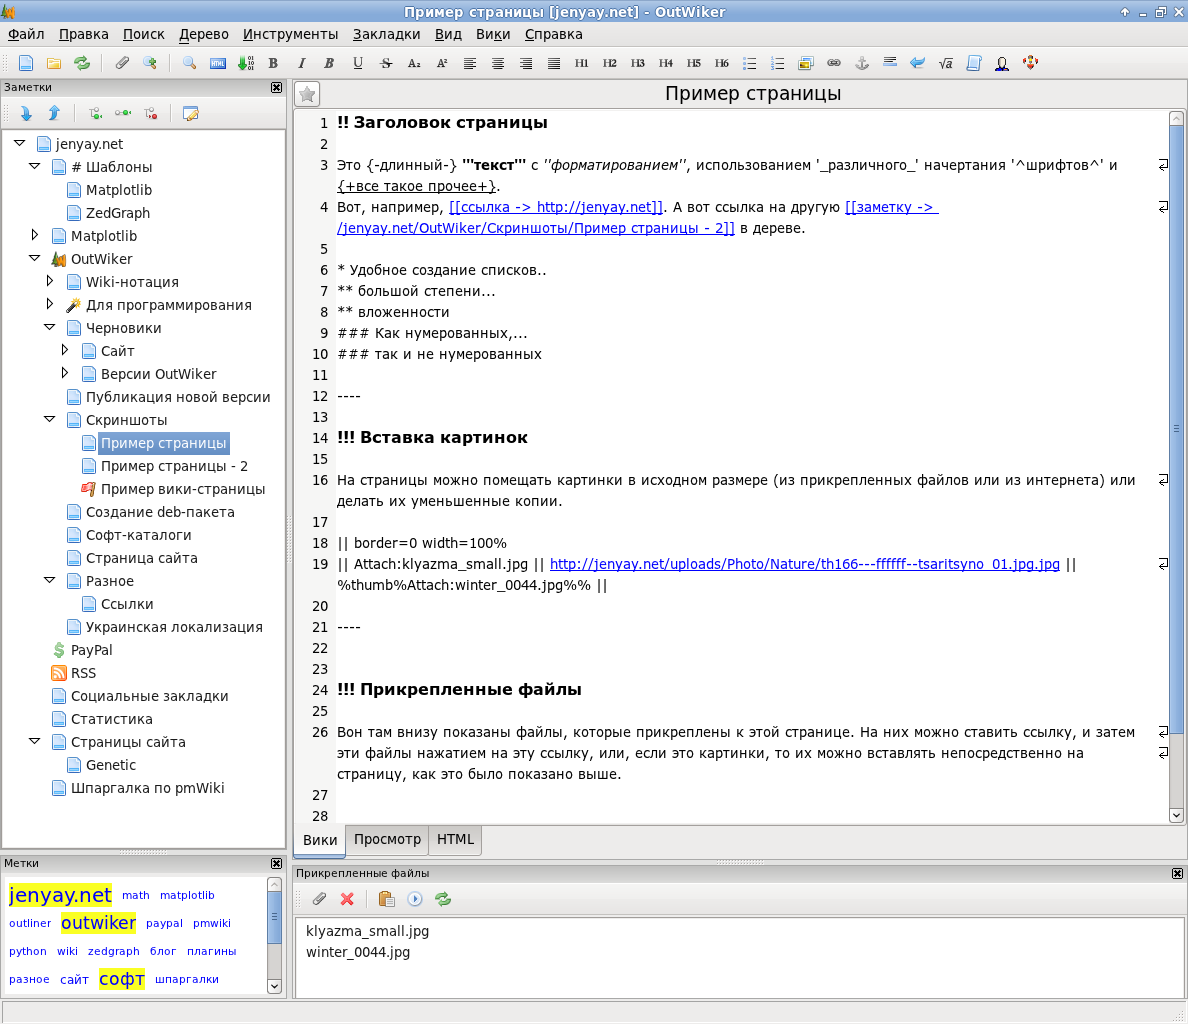 Пример страницы [jenyay.net] - OutWiker
Файл Правка Поиск Дерево Инструменты Закладки Вид Вики Справка
B I U S A₂ A² H1 H2 H3 H4 H5 H6 √a
Заметки
jenyay.net
# Шаблоны
Matplotlib
ZedGraph
Matplotlib
OutWiker
Wiki-нотация
Для программирования
Черновики
Сайт
Версии OutWiker
Публикация новой версии
Скриншоты
Пример страницы
Пример страницы - 2
Пример вики-страницы
Создание deb-пакета
Софт-каталоги
Страница сайта
Разное
Ссылки
Украинская локализация
PayPal
RSS
Социальные закладки
Статистика
Страницы сайта
Genetic
Шпаргалка по pmWiki
Метки
jenyay.net math matplotlib
outliner outwiker paypal pmwiki
python wiki zedgraph блог плагины
разное сайт софт шпаргалки
Пример страницы
1 !! Заголовок страницы
2
3 Это {-длинный-} '''текст''' с ''форматированием'', использованием '_различного_' начертания '^шрифтов^' и
{+все такое прочее+}.
4 Вот, например, [[ссылка -> http://jenyay.net]]. А вот ссылка на другую [[заметку ->
/jenyay.net/OutWiker/Скриншоты/Пример страницы - 2]] в дереве.
5
6 * Удобное создание списков..
7 ** большой степени...
8 ** вложенности
9 ### Как нумерованных,...
10 ### так и не нумерованных
11
12 ----
13
14 !!! Вставка картинок
15
16 На страницы можно помещать картинки в исходном размере (из прикрепленных файлов или из интернета) или
делать их уменьшенные копии.
17
18 || border=0 width=100%
19 || Attach:klyazma_small.jpg || http://jenyay.net/uploads/Photo/Nature/th166---ffffff--tsaritsyno_01.jpg.jpg ||
%thumb%Attach:winter_0044.jpg%% ||
20
21 ----
22
23
24 !!! Прикрепленные файлы
25
26 Вон там внизу показаны файлы, которые прикреплены к этой странице. На них можно ставить ссылку, и затем
эти файлы нажатием на эту ссылку, или, если это картинки, то их можно вставлять непосредственно на
страницу, как это было показано выше.
27
28
Вики Просмотр HTML
Прикрепленные файлы
klyazma_small.jpg
winter_0044.jpg